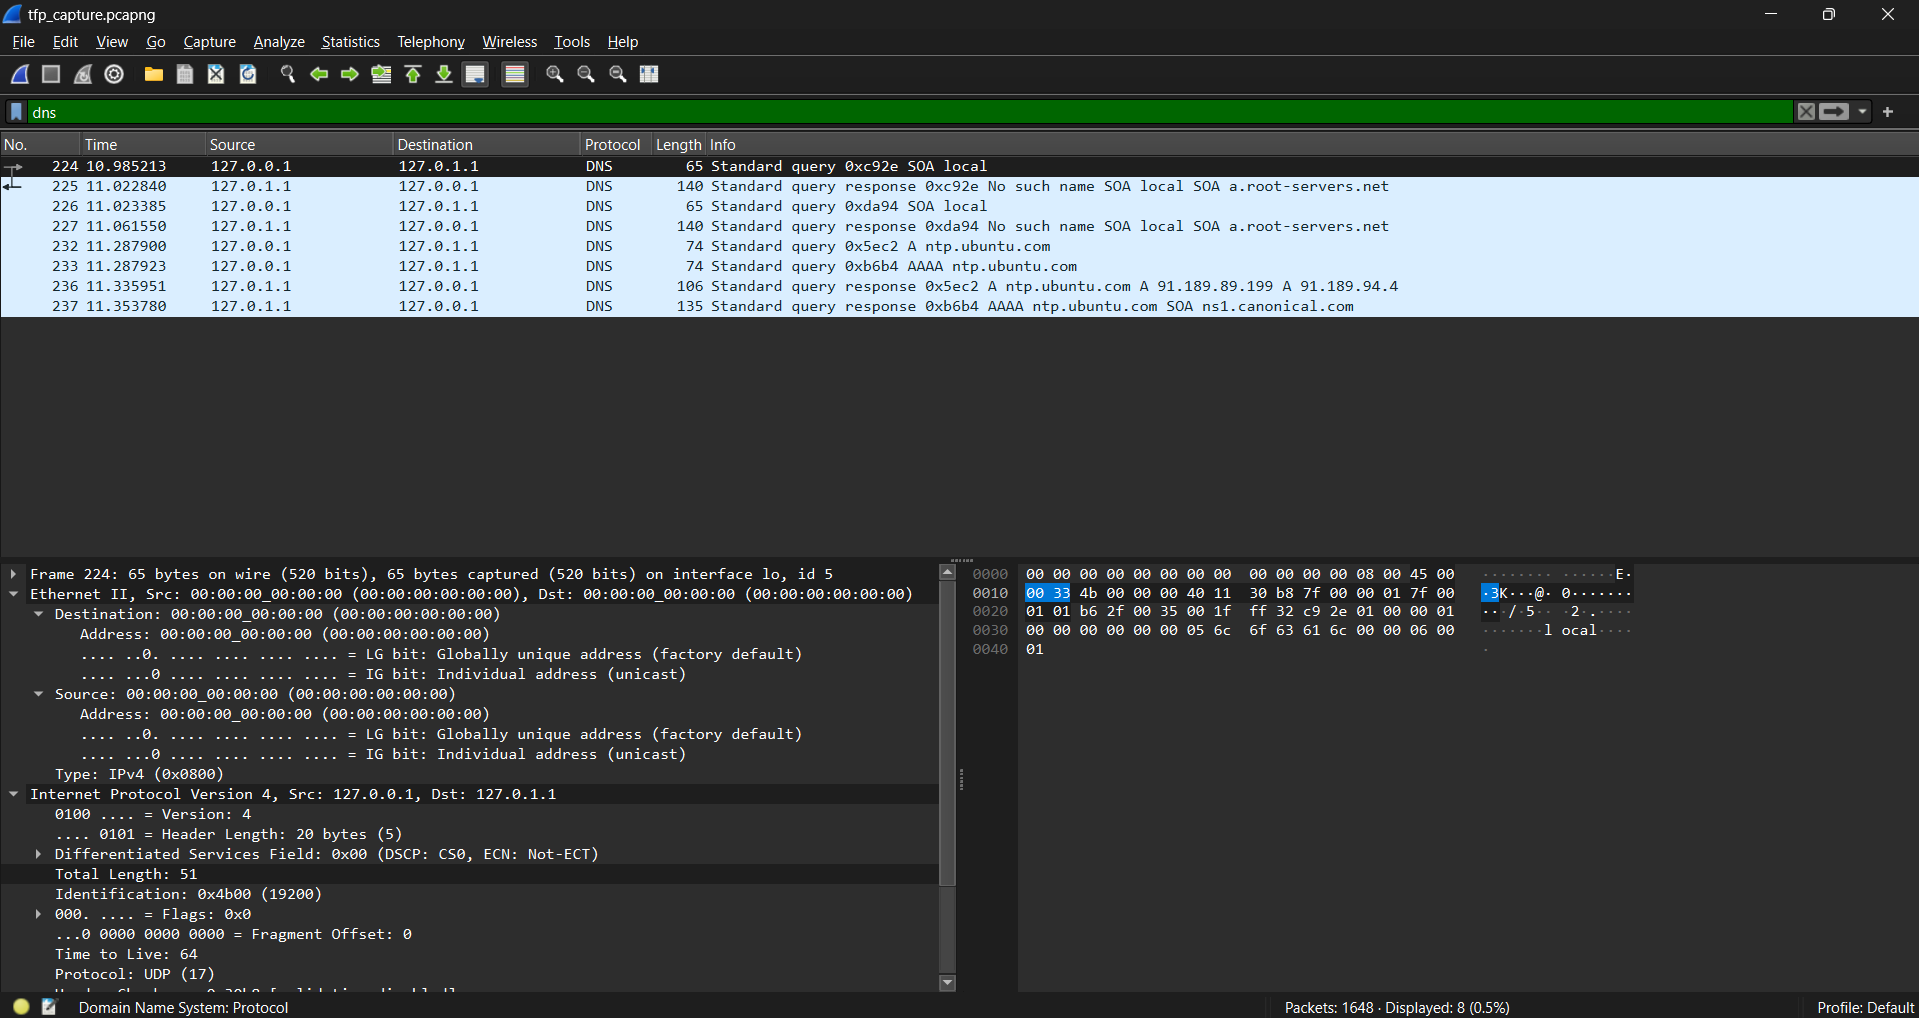 tfp_capture.pcapng
File Edit View Go Capture Analyze Statistics Telephony Wireless Tools Help
dns
No. Time Source Destination Protocol Length Info
224 10.985213 127.0.0.1 127.0.1.1 DNS 65 Standard query 0xc92e SOA local
225 11.022840 127.0.1.1 127.0.0.1 DNS 140 Standard query response 0xc92e No such name SOA local SOA a.root-servers.net
226 11.023385 127.0.0.1 127.0.1.1 DNS 65 Standard query 0xda94 SOA local
227 11.061550 127.0.1.1 127.0.0.1 DNS 140 Standard query response 0xda94 No such name SOA local SOA a.root-servers.net
232 11.287900 127.0.0.1 127.0.1.1 DNS 74 Standard query 0x5ec2 A ntp.ubuntu.com
233 11.287923 127.0.0.1 127.0.1.1 DNS 74 Standard query 0xb6b4 AAAA ntp.ubuntu.com
236 11.335951 127.0.1.1 127.0.0.1 DNS 106 Standard query response 0x5ec2 A ntp.ubuntu.com A 91.189.89.199 A 91.189.94.4
237 11.353780 127.0.1.1 127.0.0.1 DNS 135 Standard query response 0xb6b4 AAAA ntp.ubuntu.com SOA ns1.canonical.com
Frame 224: 65 bytes on wire (520 bits), 65 bytes captured (520 bits) on interface lo, id 5
Ethernet II, Src: 00:00:00_00:00:00 (00:00:00:00:00:00), Dst: 00:00:00_00:00:00 (00:00:00:00:00:00)
Destination: 00:00:00_00:00:00 (00:00:00:00:00:00)
Address: 00:00:00_00:00:00 (00:00:00:00:00:00)
.... ..0. .... .... .... .... = LG bit: Globally unique address (factory default)
.... ...0 .... .... .... .... = IG bit: Individual address (unicast)
Source: 00:00:00_00:00:00 (00:00:00:00:00:00)
Address: 00:00:00_00:00:00 (00:00:00:00:00:00)
.... ..0. .... .... .... .... = LG bit: Globally unique address (factory default)
.... ...0 .... .... .... .... = IG bit: Individual address (unicast)
Type: IPv4 (0x0800)
Internet Protocol Version 4, Src: 127.0.0.1, Dst: 127.0.1.1
0100 .... = Version: 4
.... 0101 = Header Length: 20 bytes (5)
Differentiated Services Field: 0x00 (DSCP: CS0, ECN: Not-ECT)
Total Length: 51
Identification: 0x4b00 (19200)
000. .... = Flags: 0x0
...0 0000 0000 0000 = Fragment Offset: 0
Time to Live: 64
Protocol: UDP (17)
0000 00 00 00 00 00 00 00 00 00 00 00 00 08 00 45 00 ········ ······E·
0010 00 33 4b 00 00 00 40 11 30 b8 7f 00 00 01 7f 00 ·3K···@· 0·······
0020 01 01 b6 2f 00 35 00 1f ff 32 c9 2e 01 00 00 01 ···/·5·· ·2·.····
0030 00 00 00 00 00 00 05 6c 6f 63 61 6c 00 00 06 00 ·······l ocal····
0040 01 ·
Domain Name System: Protocol
Packets: 1648 · Displayed: 8 (0.5%)
Profile: Default